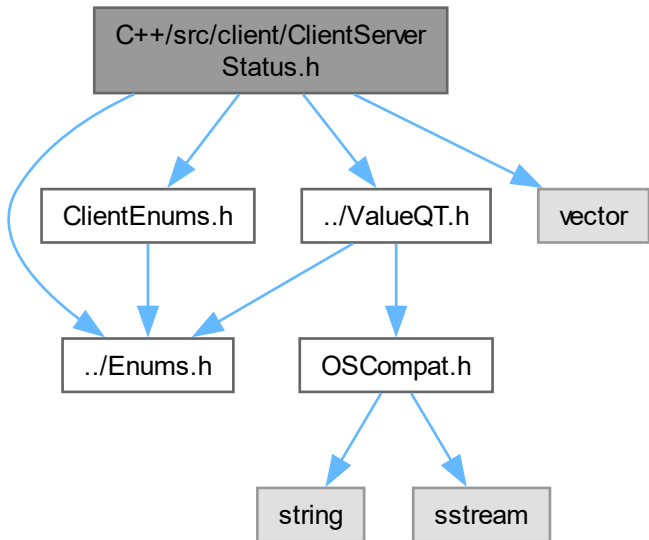 C++/src/client/ClientServer
Status.h
ClientEnums.h
../ValueQT.h
vector
../Enums.h
OSCompat.h
string
sstream